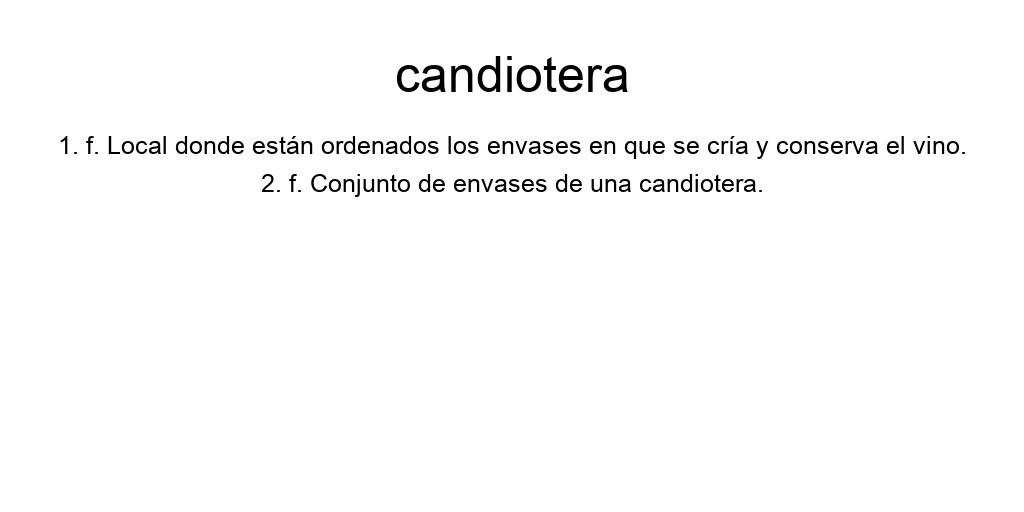 candiotera
1. f. Local donde están ordenados los envases en que se cría y conserva el vino.
2. f. Conjunto de envases de una candiotera.